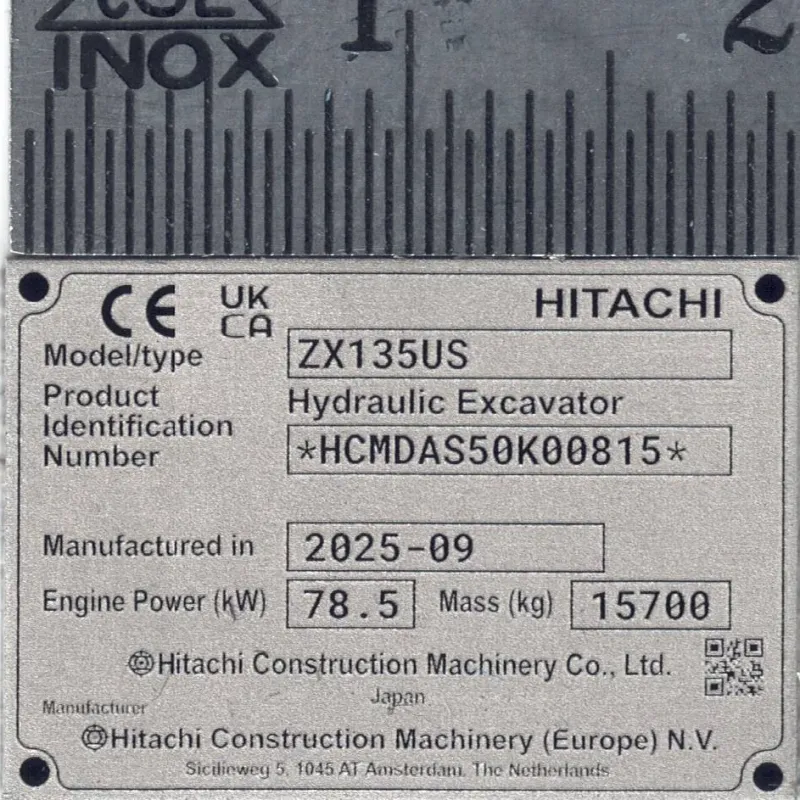 INOX
1 2
CE UK CA HITACHI
Model/type ZX135US
Product Identification Number
Hydraulic Excavator
*HCMDAS50K00815*
Manufactured in 2025-09
Engine Power (kW) 78.5 Mass (kg) 15700
Hitachi Construction Machinery Co., Ltd.
Japan
Manufacturer
Hitachi Construction Machinery (Europe) N.V.
Sicilieweg 5, 1045 AT Amsterdam, The Netherlands